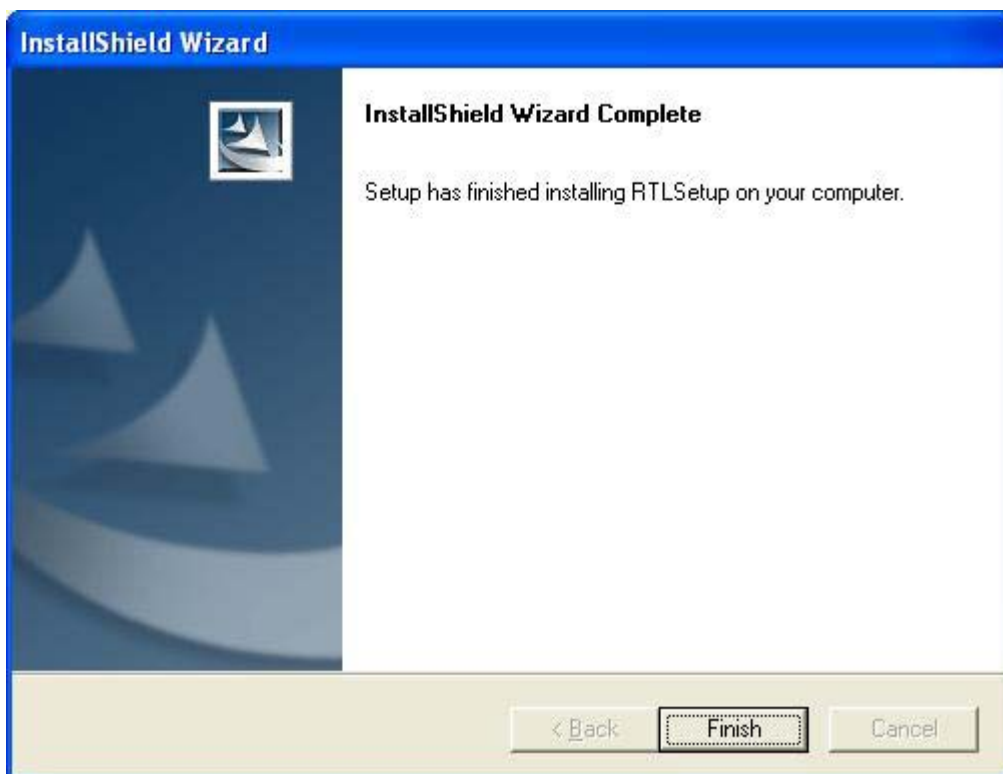 InstallShield Wizard
InstallShield Wizard Complete
Setup has finished installing RTLSetup on your computer.
< Back
Finish
Cancel